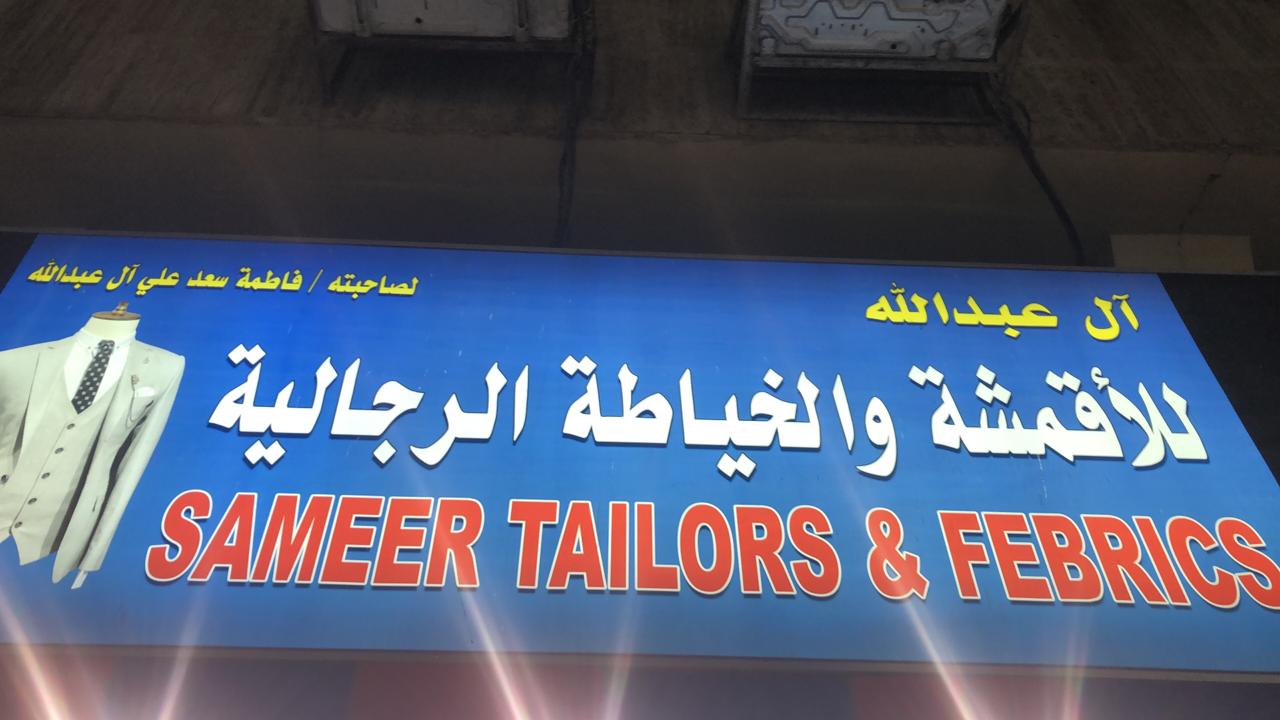 آل عبدالله
لصاحبته / فاطمة سعد علي آل عبدالله
للأقمشة والخياطة الرجالية
SAMEER TAILORS & FEBRICS